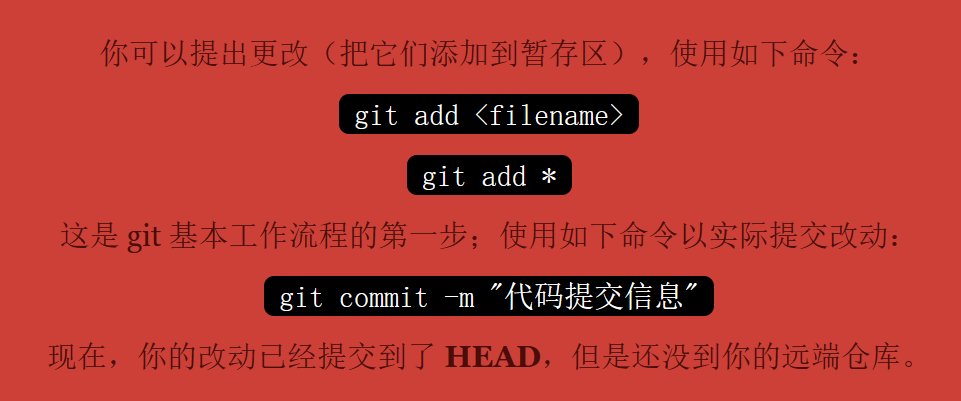 你可以提出更改（把它们添加到暂存区），使用如下命令：
git add <filename>
git add *
这是 git 基本工作流程的第一步；使用如下命令以实际提交改动：
git commit -m "代码提交信息"
现在，你的改动已经提交到了 HEAD，但是还没到你的远端仓库。